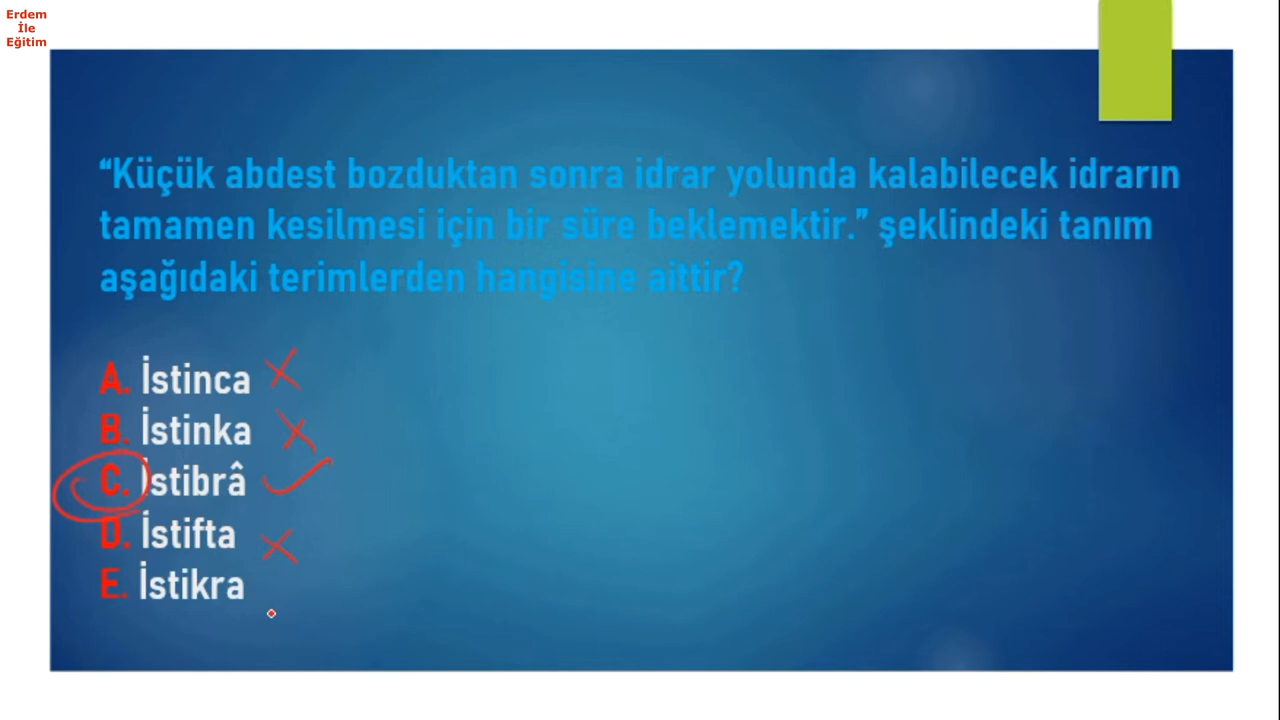 Erdem
İle
Eğitim
“Küçük abdest bozduktan sonra idrar yolunda kalabilecek idrarın
tamamen kesilmesi için bir süre beklemektir.” şeklindeki tanım
aşağıdaki terimlerden hangisine aittir?
A. İstinca
B. İstinka
C. İstibrâ
D. İstifta
E. İstikra